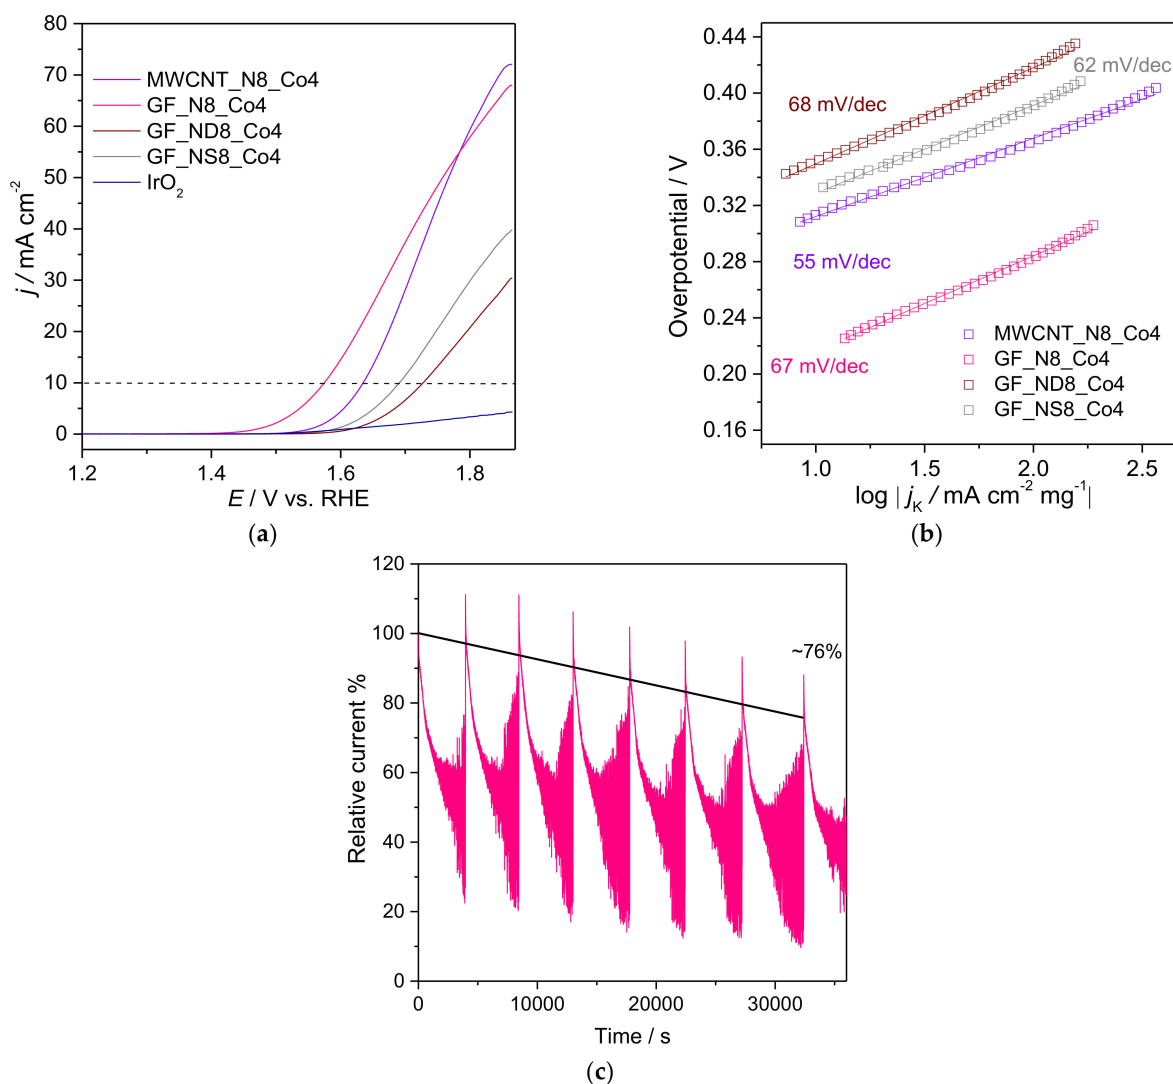 80
70
60
50
40
30
20
10
0
j / mA cm⁻²
MWCNT_N8_Co4
GF_N8_Co4
GF_ND8_Co4
GF_NS8_Co4
IrO₂
1.2 1.4 1.6 1.8
E / V vs. RHE
(a)
0.44
0.40
0.36
0.32
0.28
0.24
0.20
0.16
Overpotential / V
62 mV/dec
68 mV/dec
55 mV/dec
67 mV/dec
MWCNT_N8_Co4
GF_N8_Co4
GF_ND8_Co4
GF_NS8_Co4
1.0 1.5 2.0 2.5
log | jK / mA cm⁻² mg⁻¹|
(b)
120
100
80
60
40
20
0
Relative current %
~76%
0 10000 20000 30000
Time / s
(c)